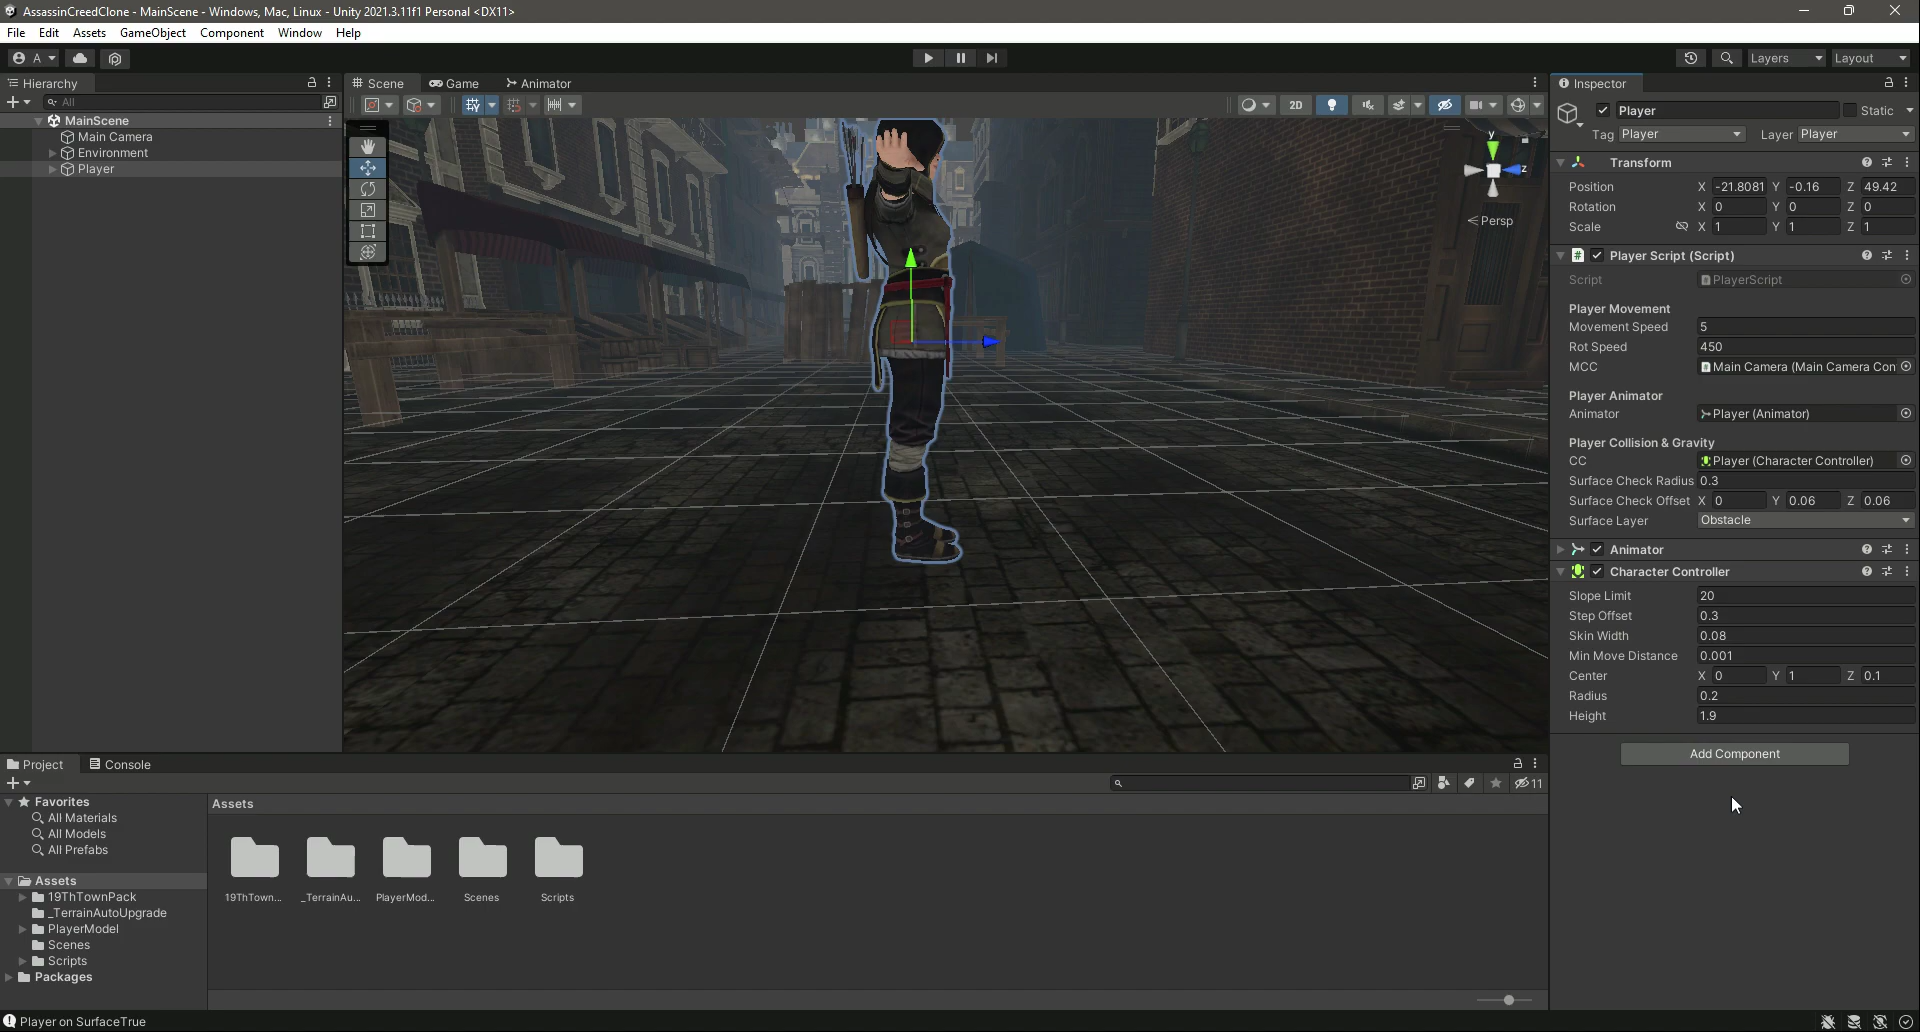 AssassinCreedClone - MainScene - Windows, Mac, Linux - Unity 2021.3.11f1 Personal <DX11>
File Edit Assets GameObject Component Window Help
A Layers Layout
Hierarchy
All
MainScene
Main Camera
Environment
Player
Scene Game Animator
2D
y
z
Persp
Inspector
Player Static
Tag Player Layer Player
Transform
Position X -21.8081 Y -0.16 Z 49.42
Rotation X 0 Y 0 Z 0
Scale X 1 Y 1 Z 1
Player Script (Script)
Script PlayerScript
Player Movement
Movement Speed 5
Rot Speed 450
MCC Main Camera (Main Camera Con
Player Animator
Animator Player (Animator)
Player Collision & Gravity
CC Player (Character Controller)
Surface Check Radius 0.3
Surface Check Offset X 0 Y 0.06 Z 0.06
Surface Layer Obstacle
Animator
Character Controller
Slope Limit 20
Step Offset 0.3
Skin Width 0.08
Min Move Distance 0.001
Center X 0 Y 1 Z 0.1
Radius 0.2
Height 1.9
Add Component
Project Console
11
Favorites
All Materials
All Models
All Prefabs
Assets
19ThTownPack
_TerrainAutoUpgrade
PlayerModel
Scenes
Scripts
Packages
Assets
19ThTown... _TerrainAu... PlayerMod... Scenes Scripts
Player on SurfaceTrue